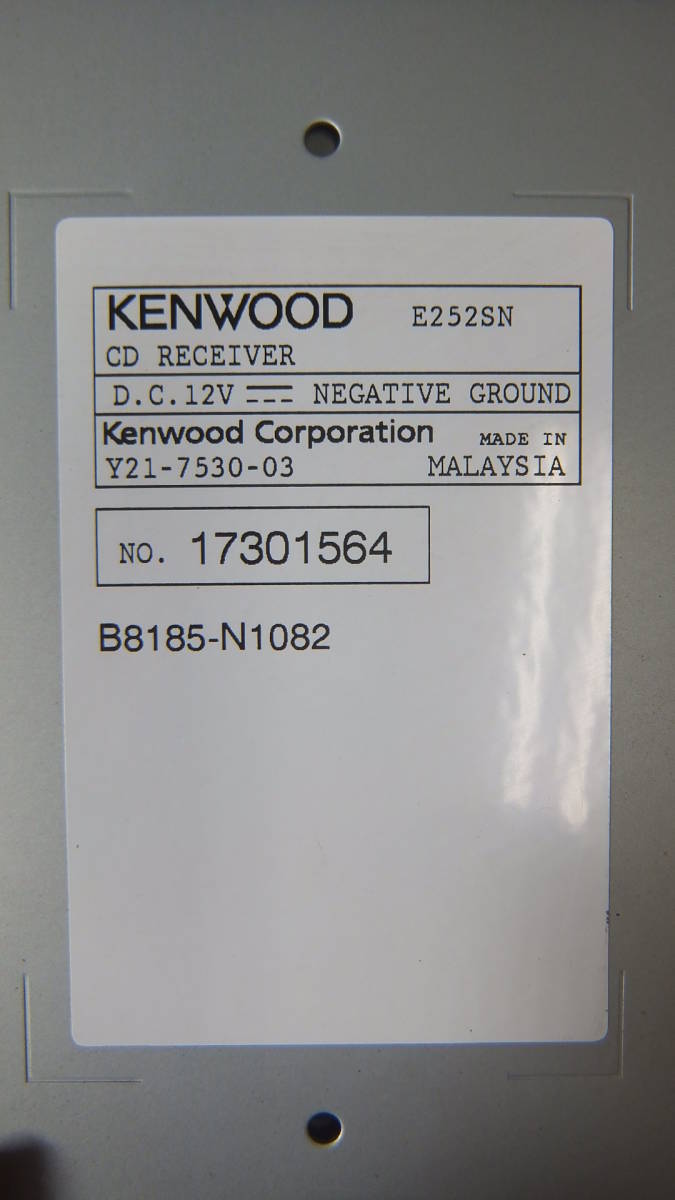 KENWOOD E252SN
CD RECEIVER
D.C.12V NEGATIVE GROUND
Kenwood Corporation MADE IN
Y21-7530-03 MALAYSIA
NO. 17301564
B8185-N1082